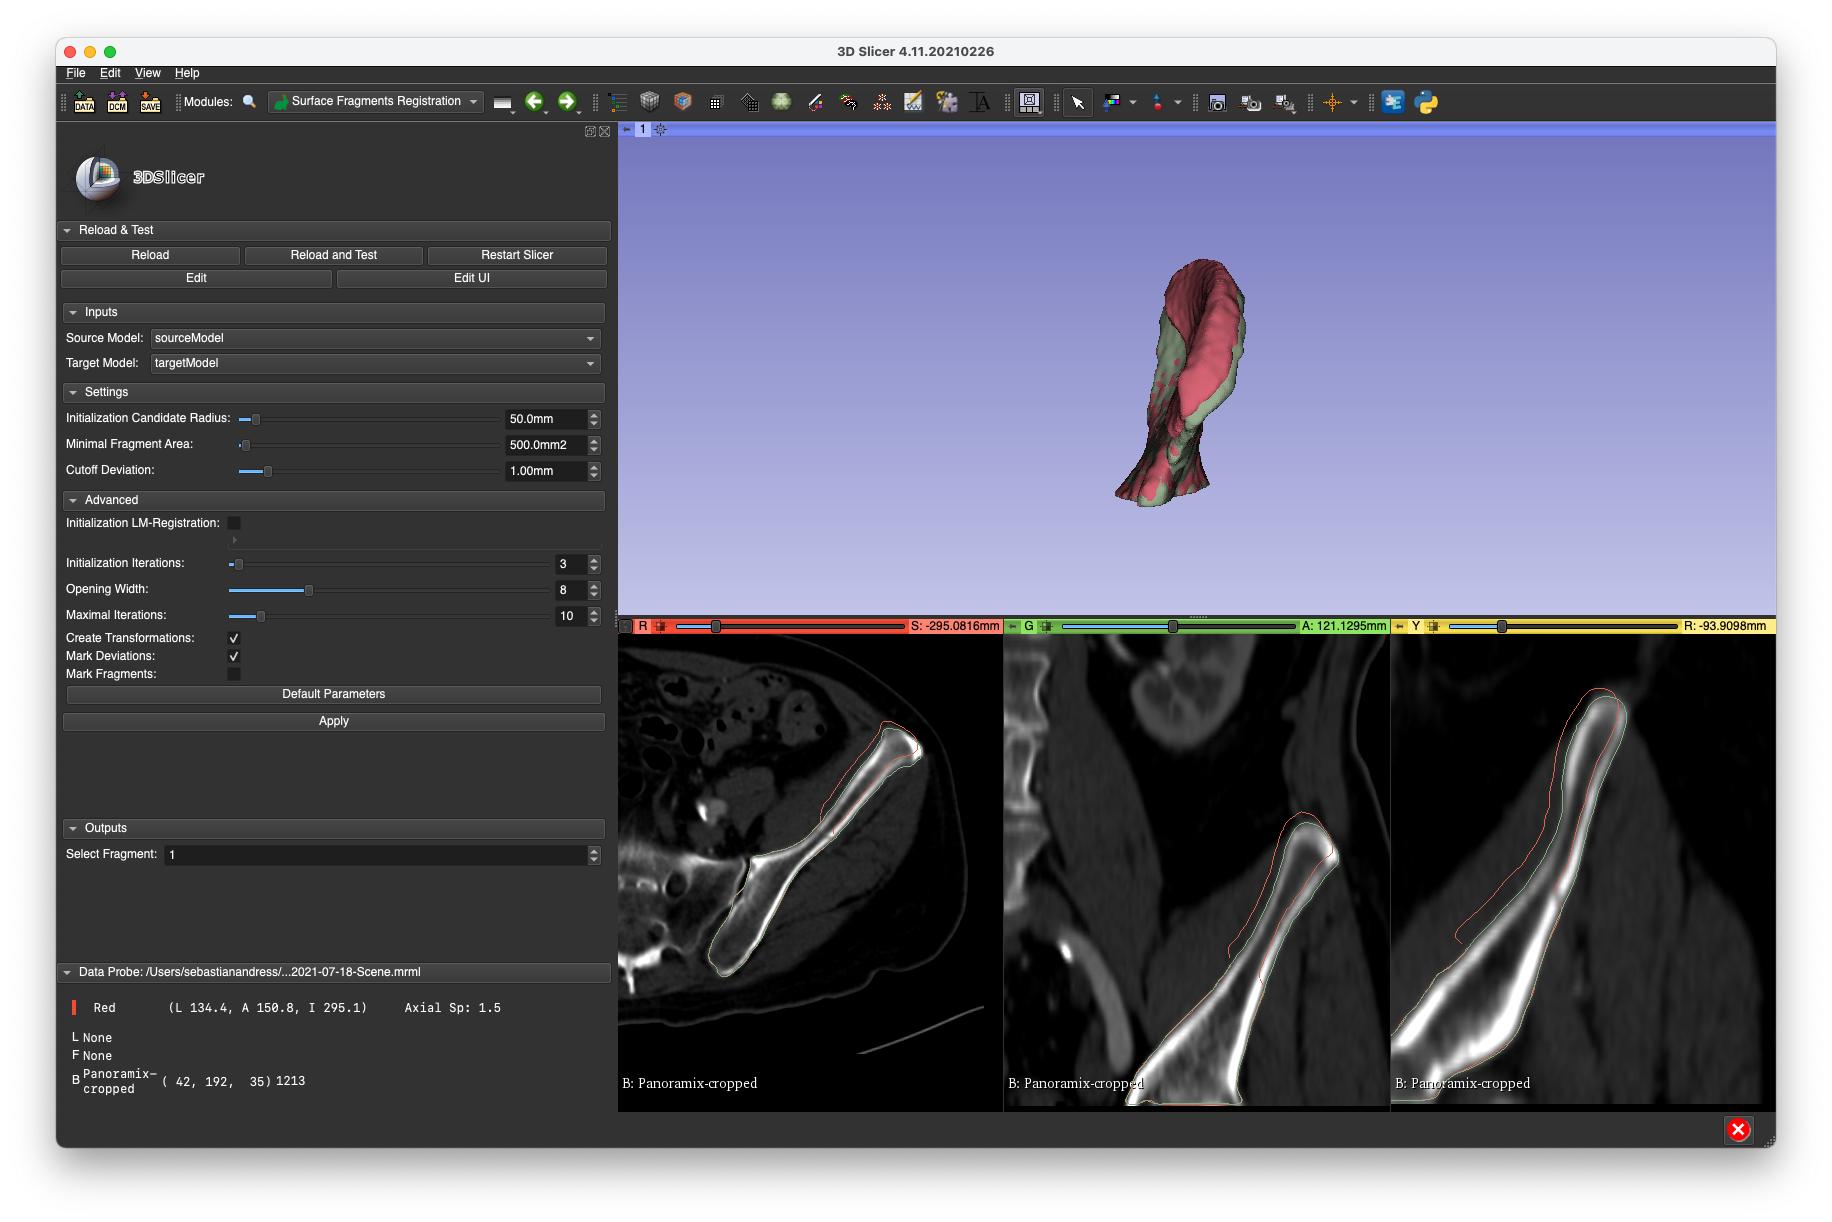 3D Slicer 4.11.20210226
File Edit View Help
DATA DCM SAVE Modules: Surface Fragments Registration
1
3DSlicer
Reload & Test
Reload Reload and Test Restart Slicer
Edit Edit UI
Inputs
Source Model: sourceModel
Target Model: targetModel
Settings
Initialization Candidate Radius: 50.0mm
Minimal Fragment Area: 500.0mm2
Cutoff Deviation: 1.00mm
Advanced
Initialization LM-Registration:
Initialization Iterations: 3
Opening Width: 8
Maximal Iterations: 10
Create Transformations:
Mark Deviations:
Mark Fragments:
Default Parameters
Apply
Outputs
Select Fragment: 1
Data Probe: /Users/sebastianandress/...2021-07-18-Scene.mrml
Red (L 134.4, A 150.8, I 295.1) Axial Sp: 1.5
L None
F None
B Panoramix-cropped ( 42, 192, 35) 1213
R S: -295.0816mm
G A: 121.1295mm
Y R: -93.9098mm
B: Panoramix-cropped
B: Panoramix-cropped
B: Panoramix-cropped